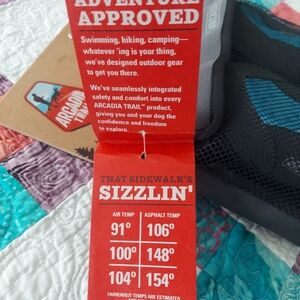 ADVENTURE
APPROVED
Swimming, hiking, camping—
whatever 'ing is your thing,
we've designed outdoor gear
to get you there.
We've seamlessly integrated
safety and comfort into every
ARCADIA TRAIL™ product,
giving you and your dog the
confidence and freedom
to explore.
ARCADIA
TRAIL
THAT SIDEWALK'S
SIZZLIN'
AIR TEMP ASPHALT TEMP
91° 106°
100° 148°
104° 154°
FAHRENHEIT TEMPS ARE ESTIMATED